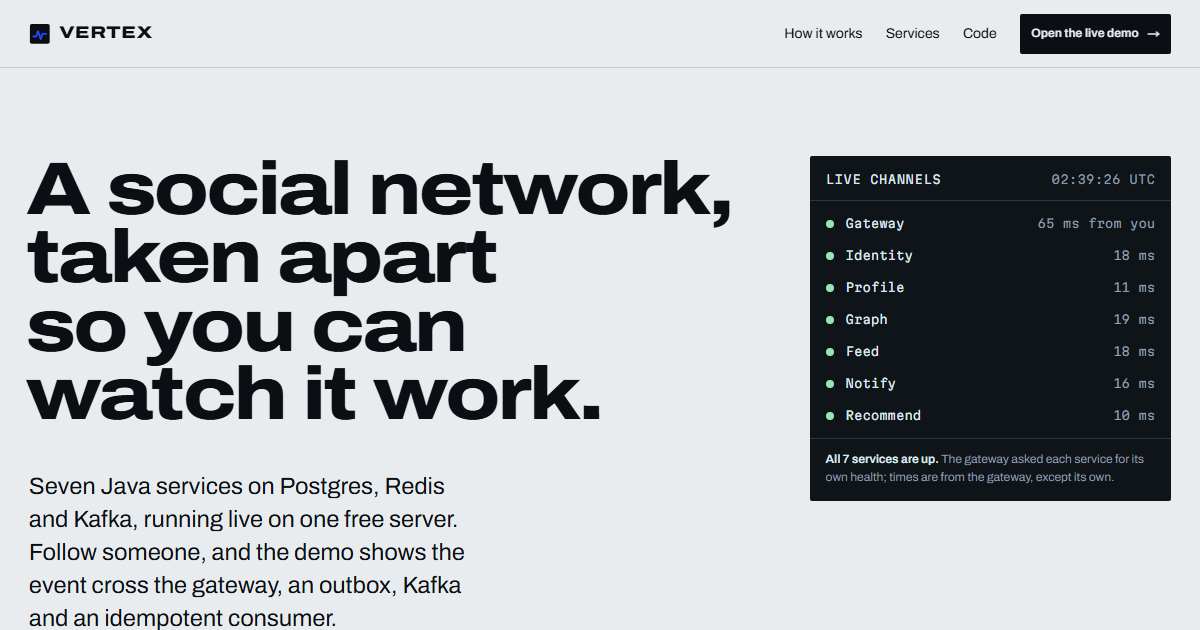 VERTEX
How it works
Services
Code
Open the live demo →
A social network,
taken apart
so you can
watch it work.
Seven Java services on Postgres, Redis
and Kafka, running live on one free server.
Follow someone, and the demo shows the
event cross the gateway, an outbox, Kafka
and an idempotent consumer.
LIVE CHANNELS 02:39:26 UTC
Gateway 65 ms from you
Identity 18 ms
Profile 11 ms
Graph 19 ms
Feed 18 ms
Notify 16 ms
Recommend 10 ms
All 7 services are up. The gateway asked each service for its
own health; times are from the gateway, except its own.